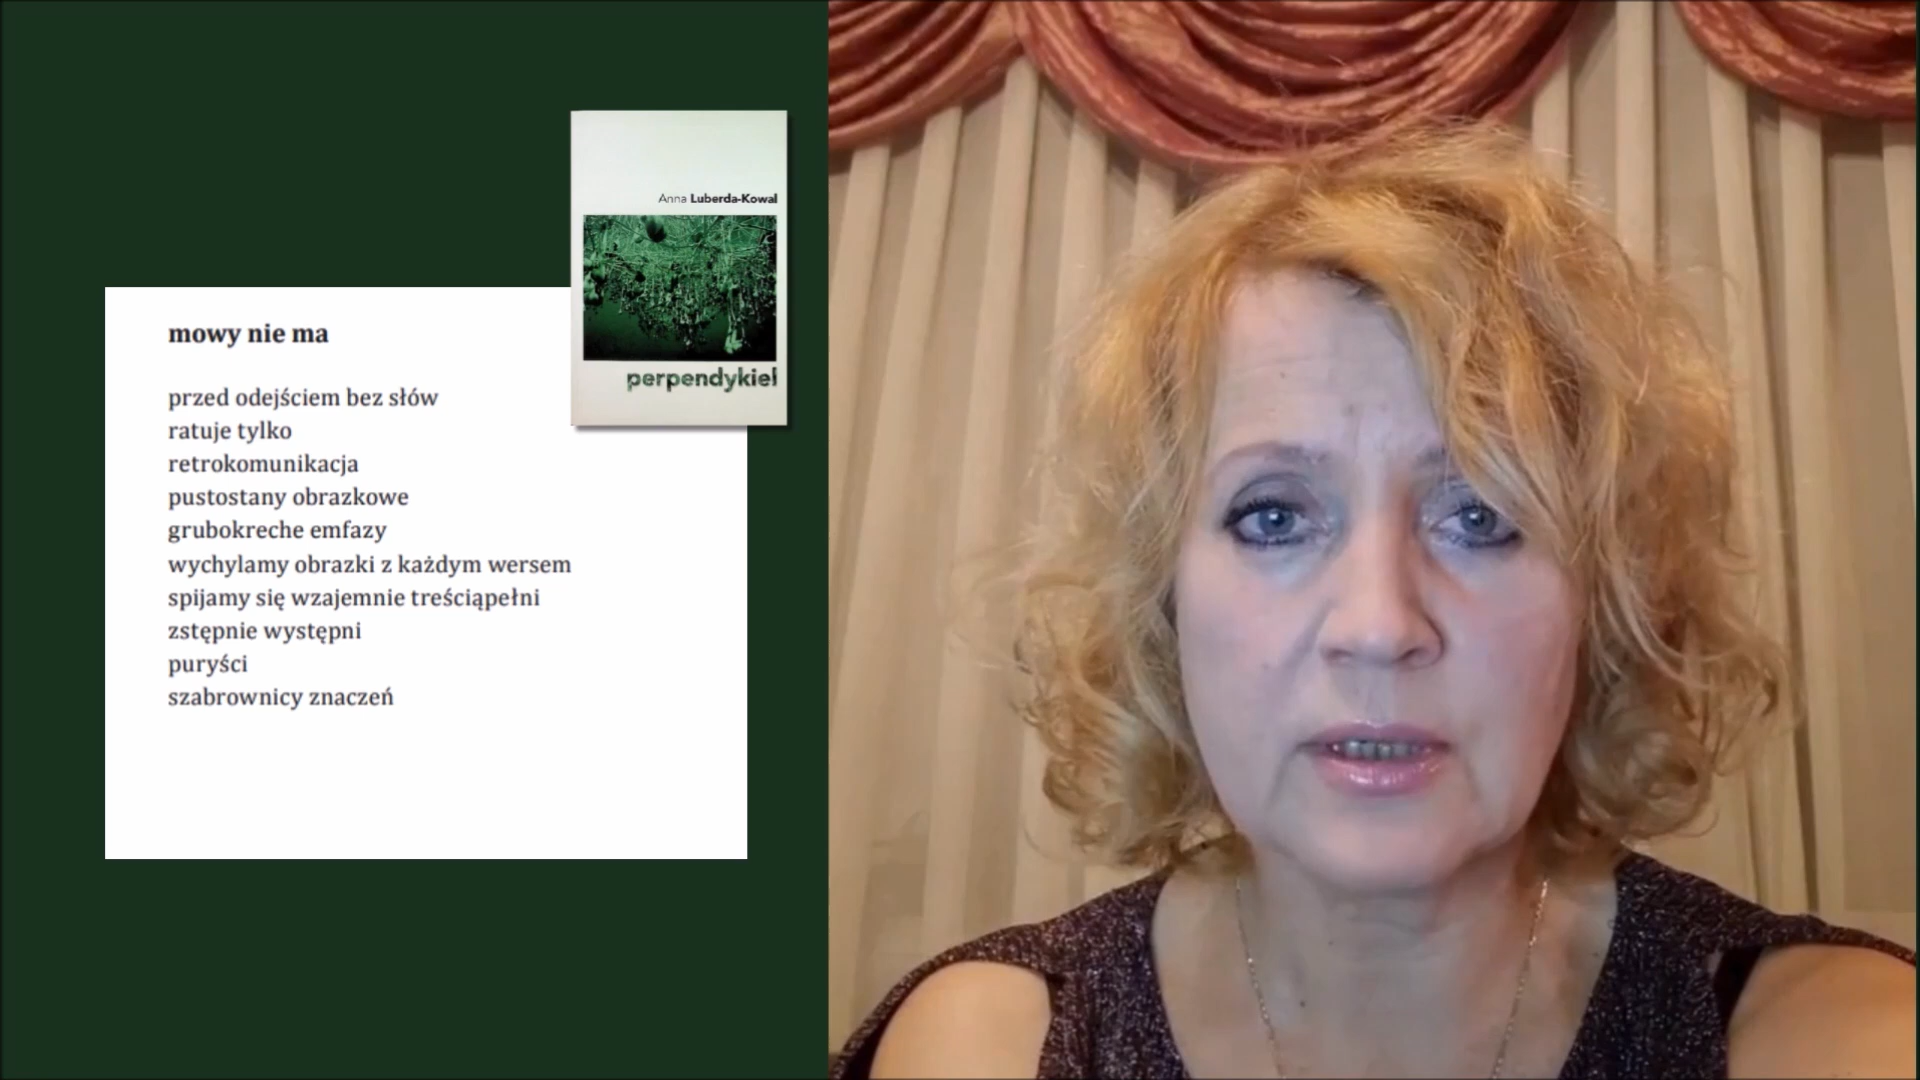 Anna Luberda-Kowal
perpendykieł
mowy nie ma
przed odejściem bez słów
ratuje tylko
retrokomunikacja
pustostany obrazkowe
grubokreche emfazy
wychylamy obrazki z każdym wersem
spijamy się wzajemnie treściąpełni
zstępnie występni
puryści
szabrownicy znaczeń